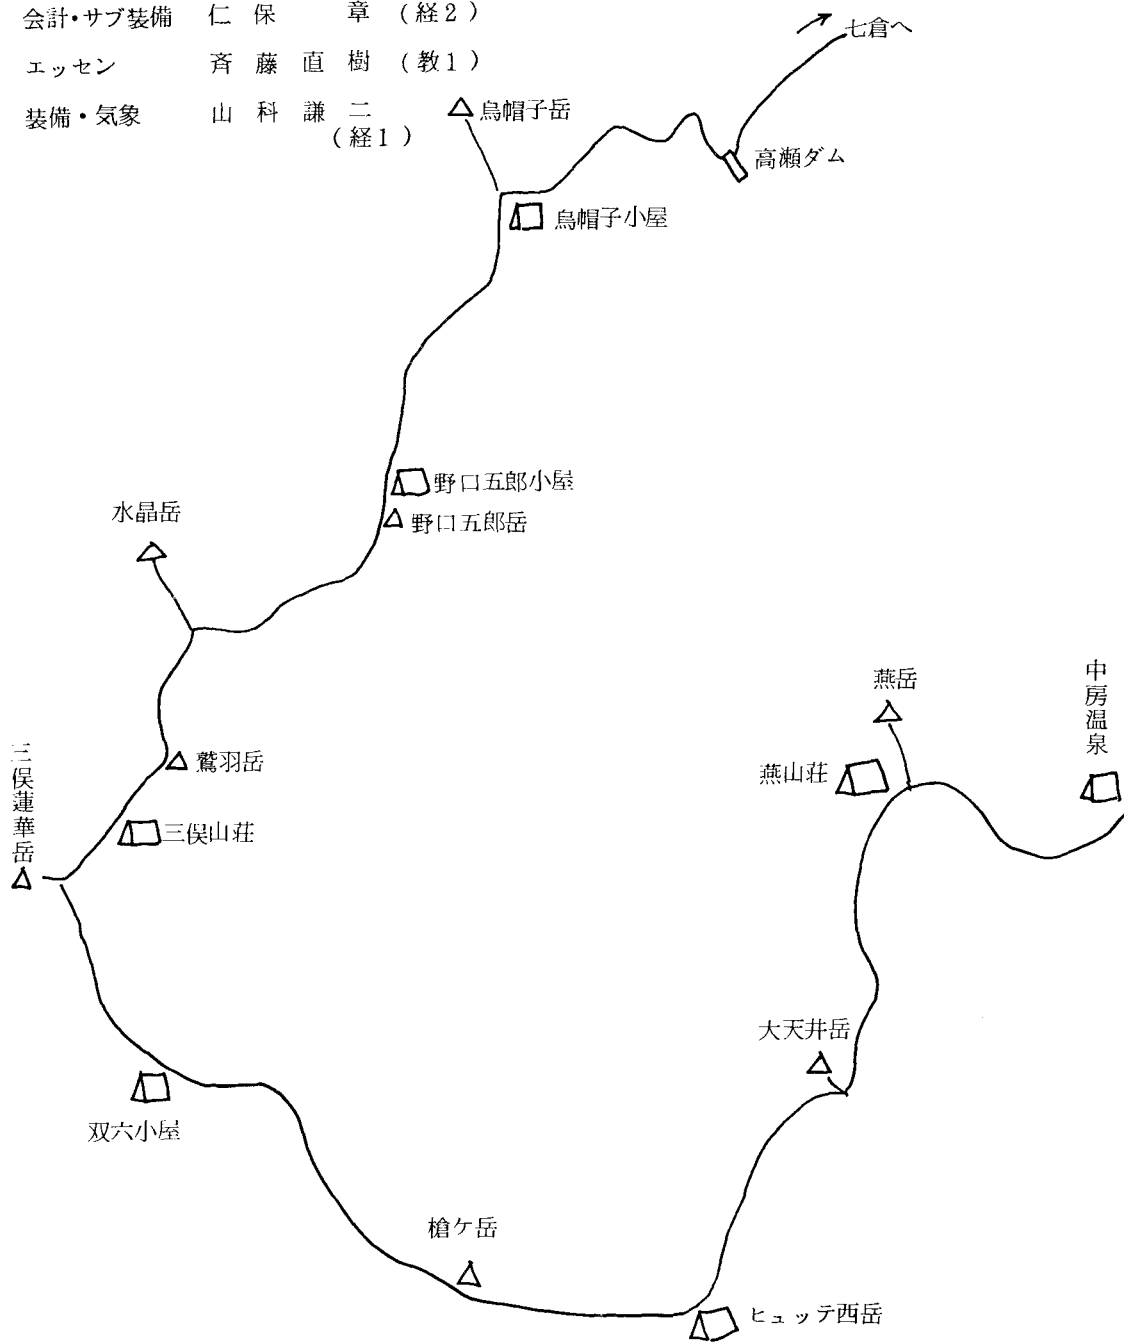 会計・サブ装備 仁保 章 (経2)
エッセン 斉藤直樹 (教1)
装備・気象 山科謙二
(経1)
七倉へ
烏帽子岳
高瀬ダム
烏帽子小屋
野口五郎小屋
水晶岳
野口五郎岳
燕岳
中房温泉
三俣蓮華岳
鷲羽岳
燕山荘
三俣山荘
大天井岳
双六小屋
槍ケ岳
ヒュッテ西岳